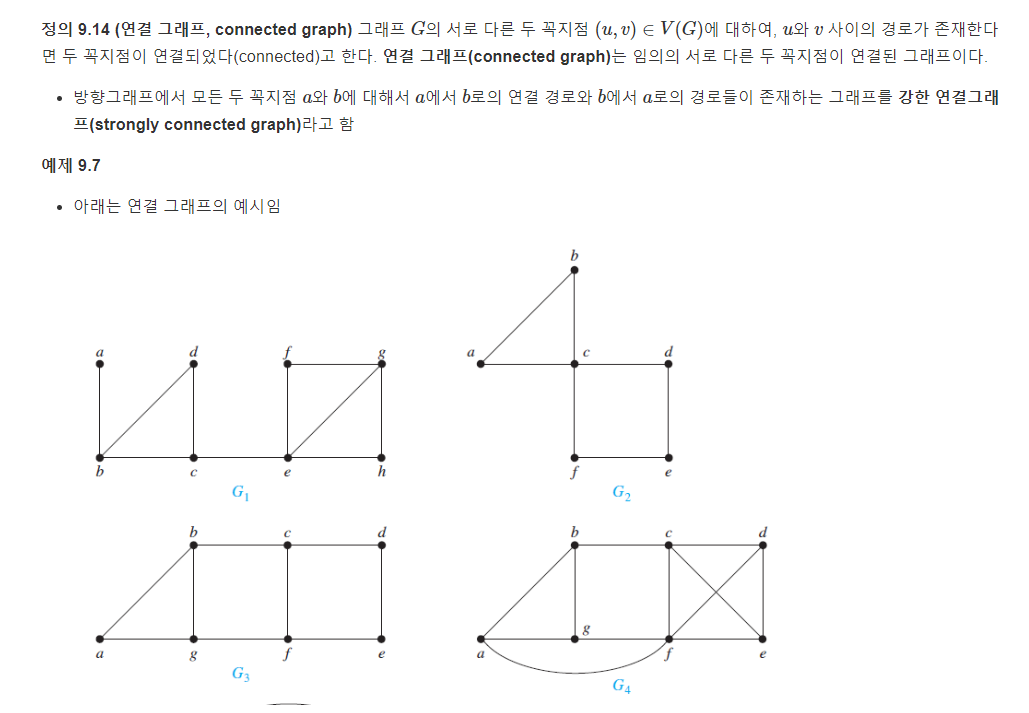 정의 9.14 (연결 그래프, connected graph) 그래프 G의 서로 다른 두 꼭지점 (u, v) ∈ V(G)에 대하여, u와 v 사이의 경로가 존재한다
면 두 꼭지점이 연결되었다(connected)고 한다. 연결 그래프(connected graph)는 임의의 서로 다른 두 꼭지점이 연결된 그래프이다.
• 방향그래프에서 모든 두 꼭지점 a와 b에 대해서 a에서 b로의 연결 경로와 b에서 a로의 경로들이 존재하는 그래프를 강한 연결그래
프(strongly connected graph)라고 함
예제 9.7
• 아래는 연결 그래프의 예시임
a d f g
b c e h
G₁
b
a c d
f e
G₂
b c d
a g f e
G₃
b c d
a g f e
G₄